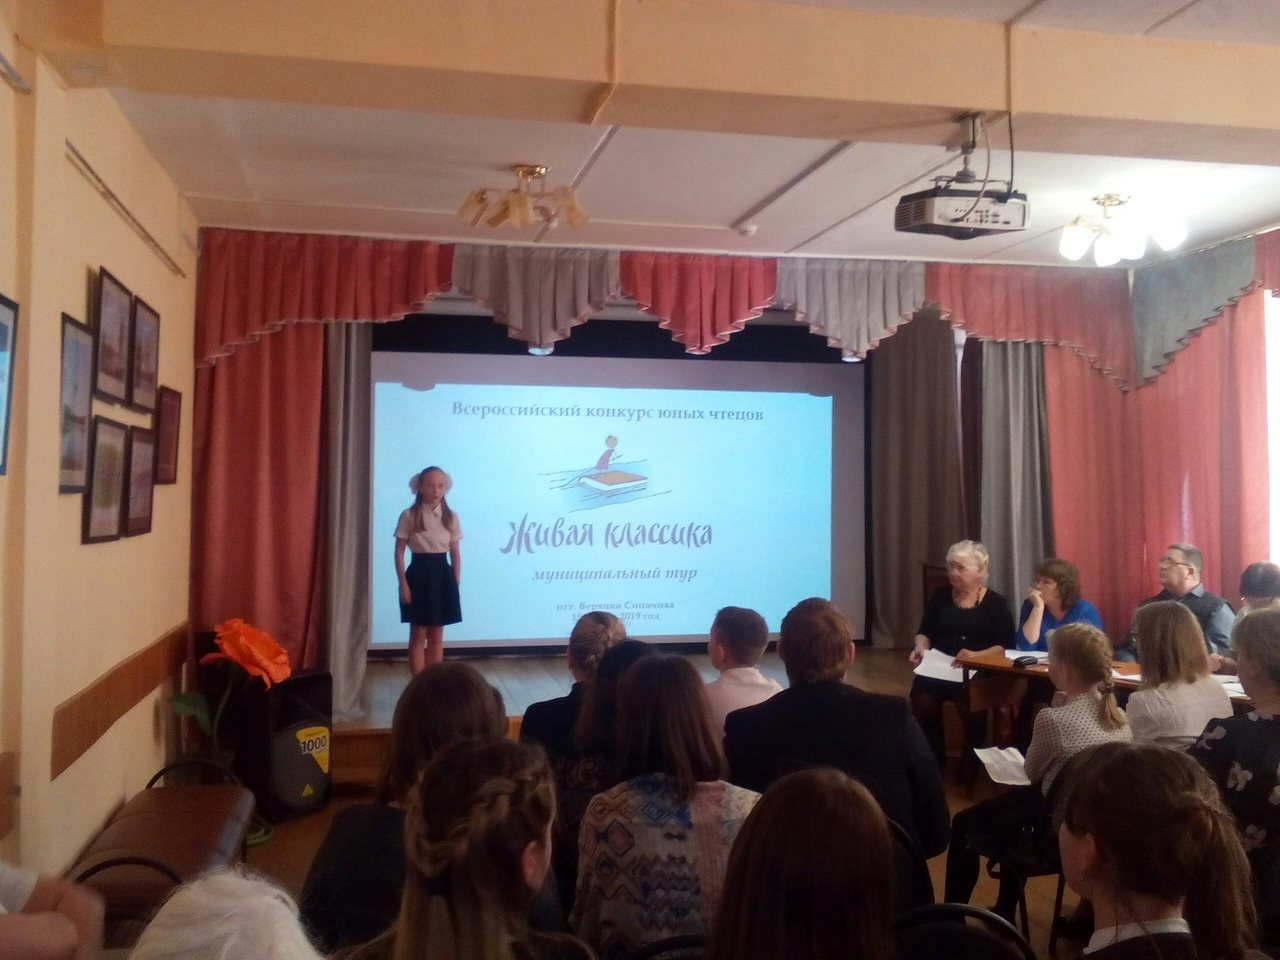 Всероссийский конкурс юных чтецов
Живая классика
муниципальный тур
пгт. Верхняя Синячиха
2019 год
1000